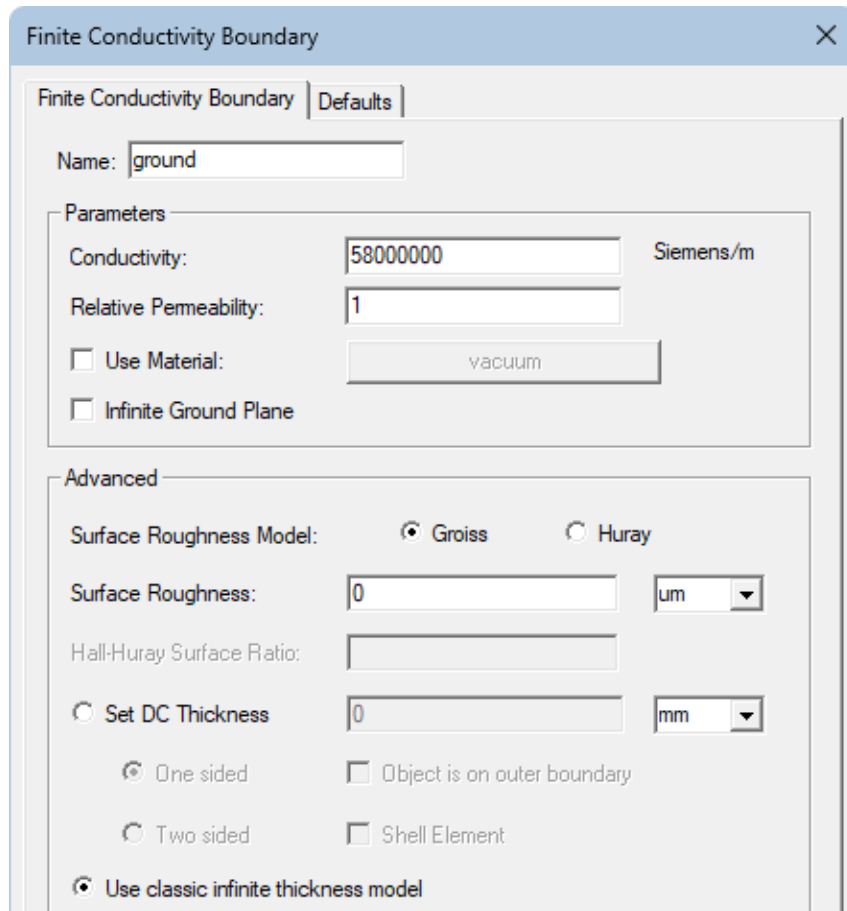 Finite Conductivity Boundary
Finite Conductivity Boundary Defaults
Name: ground
Parameters
Conductivity: 58000000 Siemens/m
Relative Permeability: 1
Use Material: vacuum
Infinite Ground Plane
Advanced
Surface Roughness Model: Groiss Huray
Surface Roughness: 0 um
Hall-Huray Surface Ratio:
Set DC Thickness 0 mm
One sided Object is on outer boundary
Two sided Shell Element
Use classic infinite thickness model